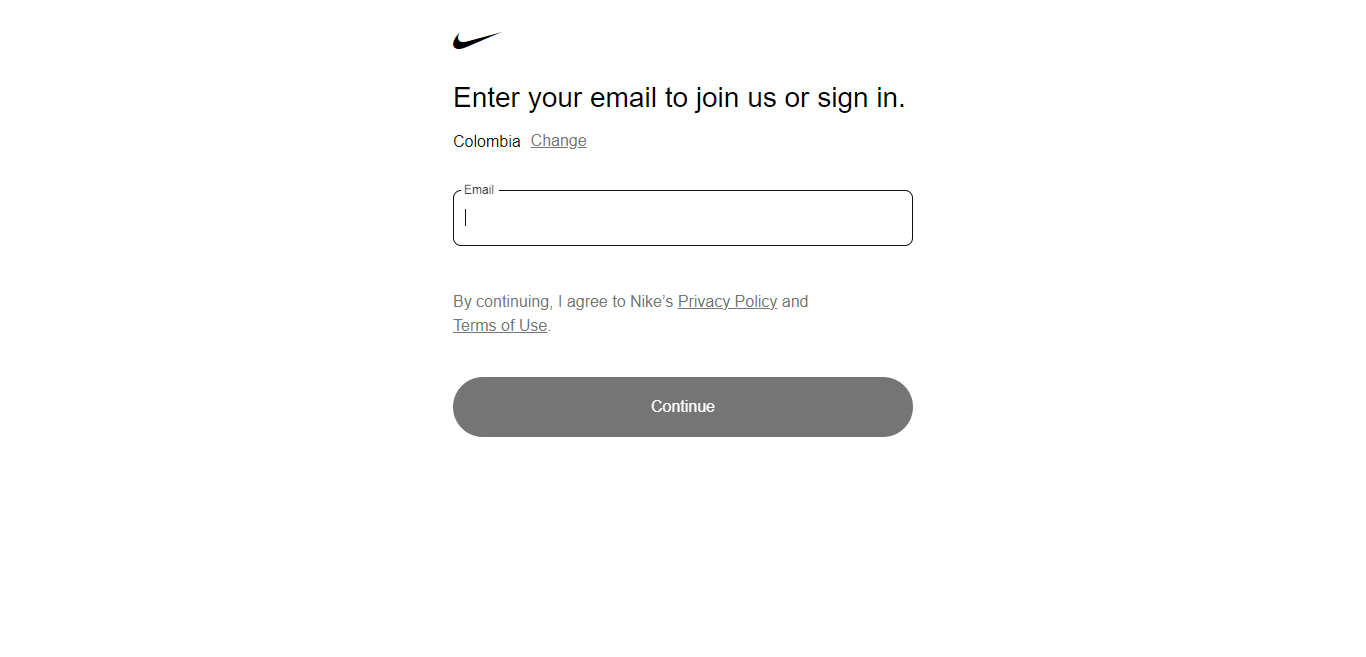 Enter your email to join us or sign in.
Colombia Change
Email
By continuing, I agree to Nike’s Privacy Policy and
Terms of Use.
Continue